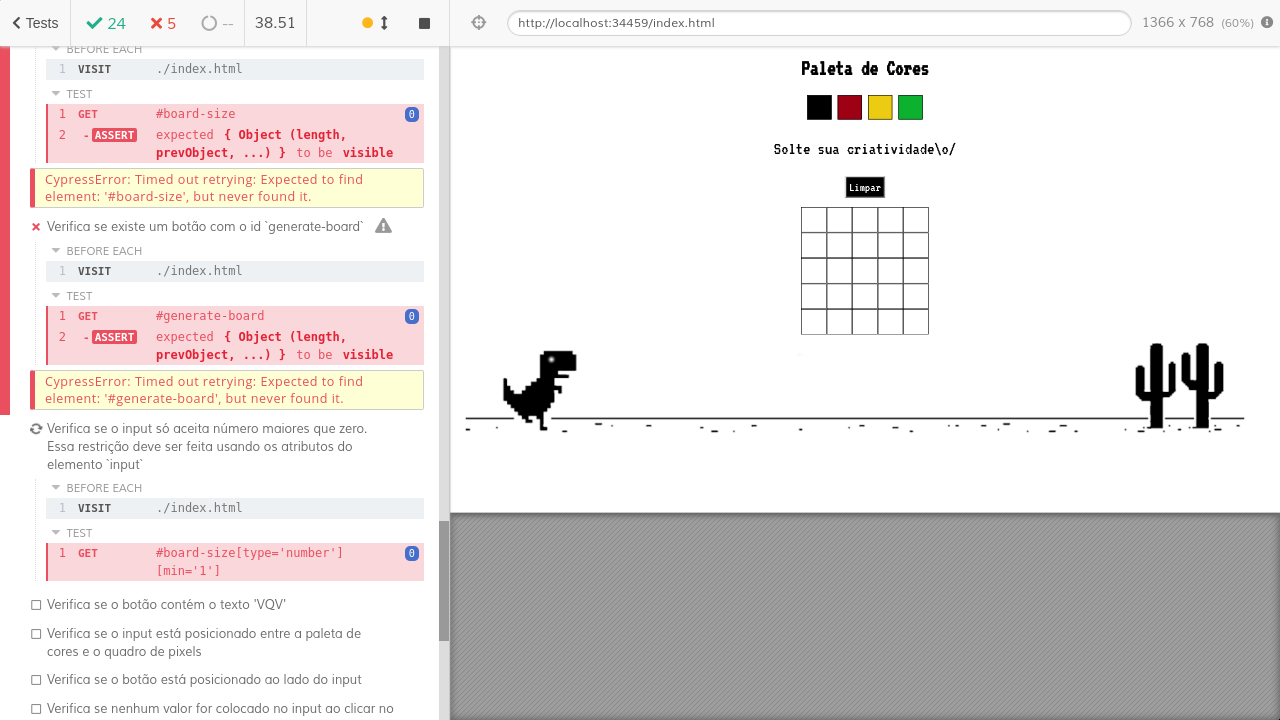 Tests
24
5
--
38.51
http://localhost:34459/index.html
1366 x 768 (60%)
BEFORE EACH
1 VISIT ./index.html
TEST
1 GET #board-size 0
2 -ASSERT expected { Object (length,
prevObject, ...) } to be visible
CypressError: Timed out retrying: Expected to find
element: '#board-size', but never found it.
Verifica se existe um botão com o id `generate-board`
BEFORE EACH
1 VISIT ./index.html
TEST
1 GET #generate-board 0
2 -ASSERT expected { Object (length,
prevObject, ...) } to be visible
CypressError: Timed out retrying: Expected to find
element: '#generate-board', but never found it.
Verifica se o input só aceita número maiores que zero.
Essa restrição deve ser feita usando os atributos do
elemento `input`
BEFORE EACH
1 VISIT ./index.html
TEST
1 GET #board-size[type='number'] 0
[min='1']
Verifica se o botão contém o texto 'VQV'
Verifica se o input está posicionado entre a paleta de
cores e o quadro de pixels
Verifica se o botão está posicionado ao lado do input
Verifica se nenhum valor for colocado no input ao clicar no
Paleta de Cores
Solte sua criatividade\o/
Limpar